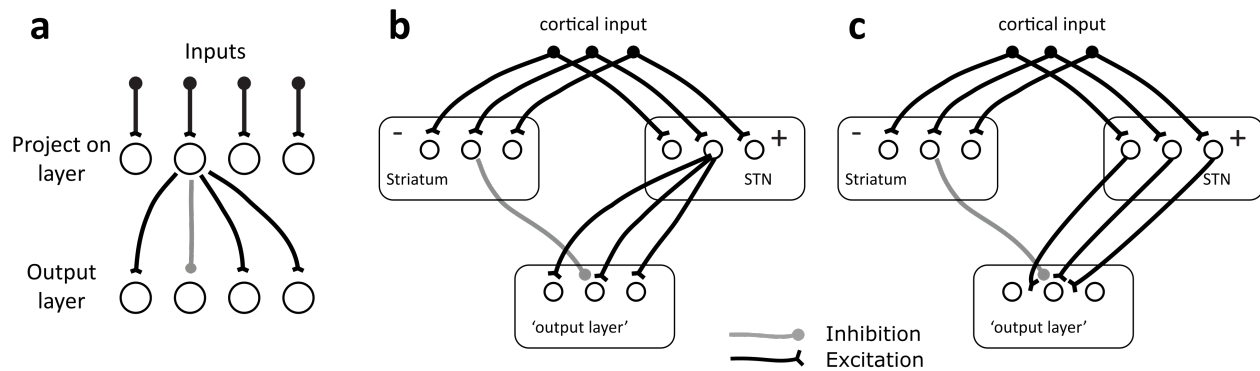 a
Inputs
Project on
layer
Output
layer
b
cortical input
-
+
Striatum
STN
‘output layer’
c
cortical input
-
+
Striatum
STN
‘output layer’
Inhibition
Excitation